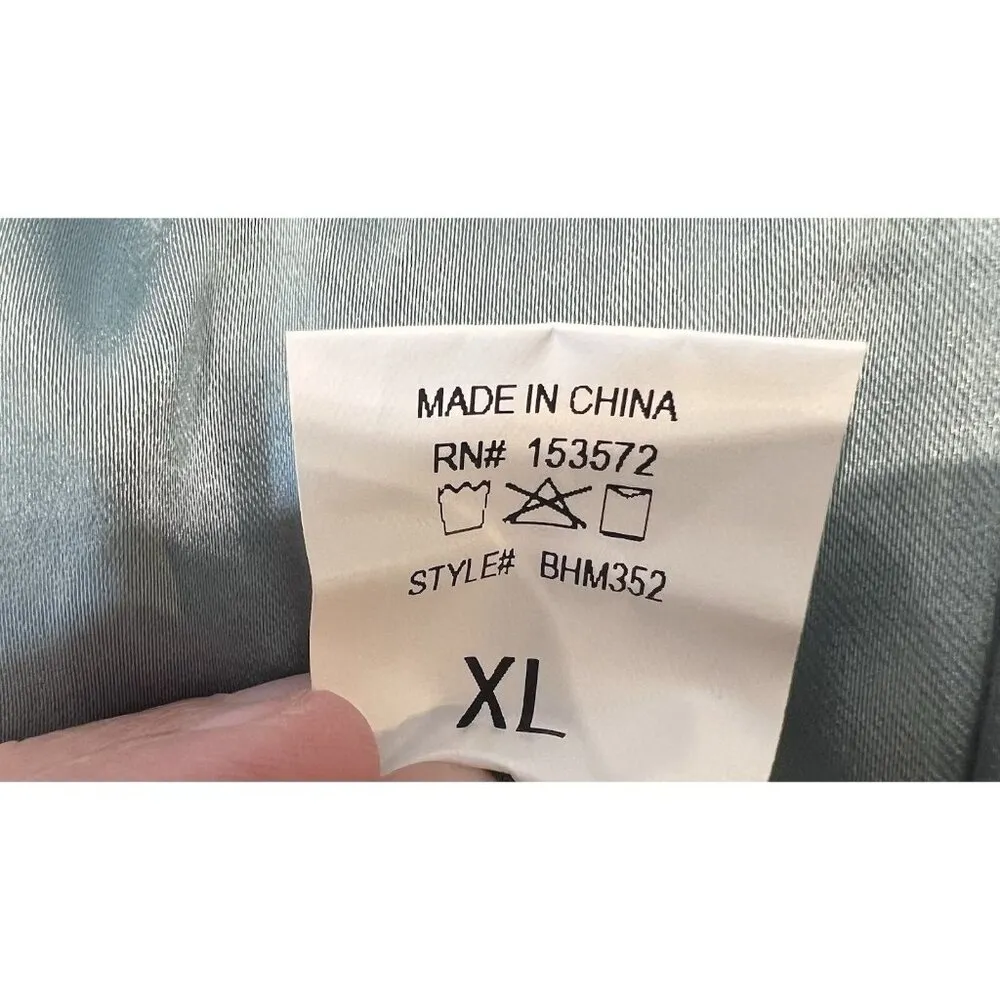 MADE IN CHINA
RN# 153572
STYLE# BHM352
XL